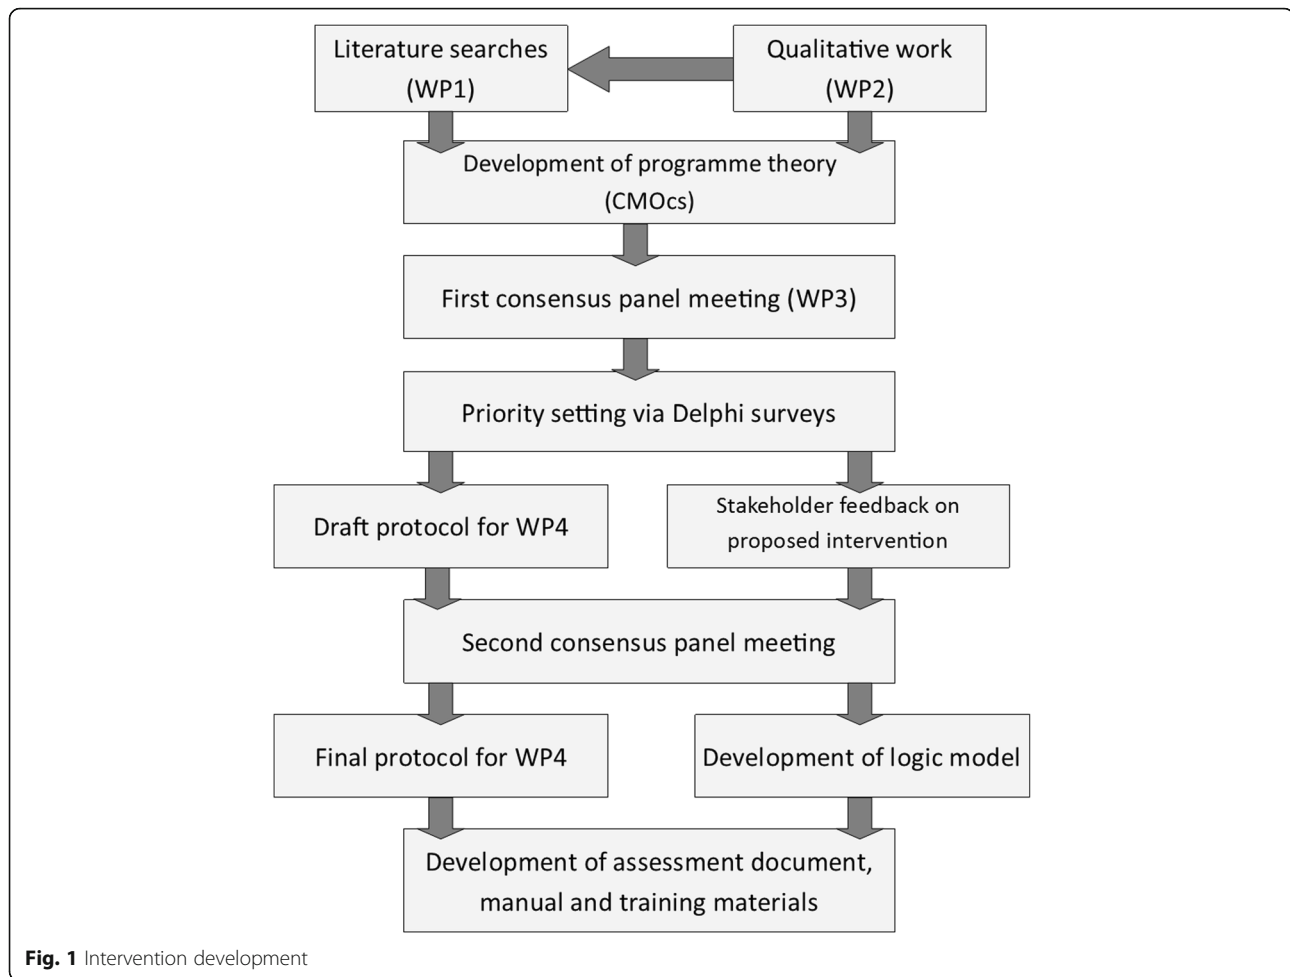 Literature searches
(WP1)
Qualitative work
(WP2)
Development of programme theory
(CMOcs)
First consensus panel meeting (WP3)
Priority setting via Delphi surveys
Draft protocol for WP4
Stakeholder feedback on
proposed intervention
Second consensus panel meeting
Final protocol for WP4
Development of logic model
Development of assessment document,
manual and training materials
Fig. 1 Intervention development